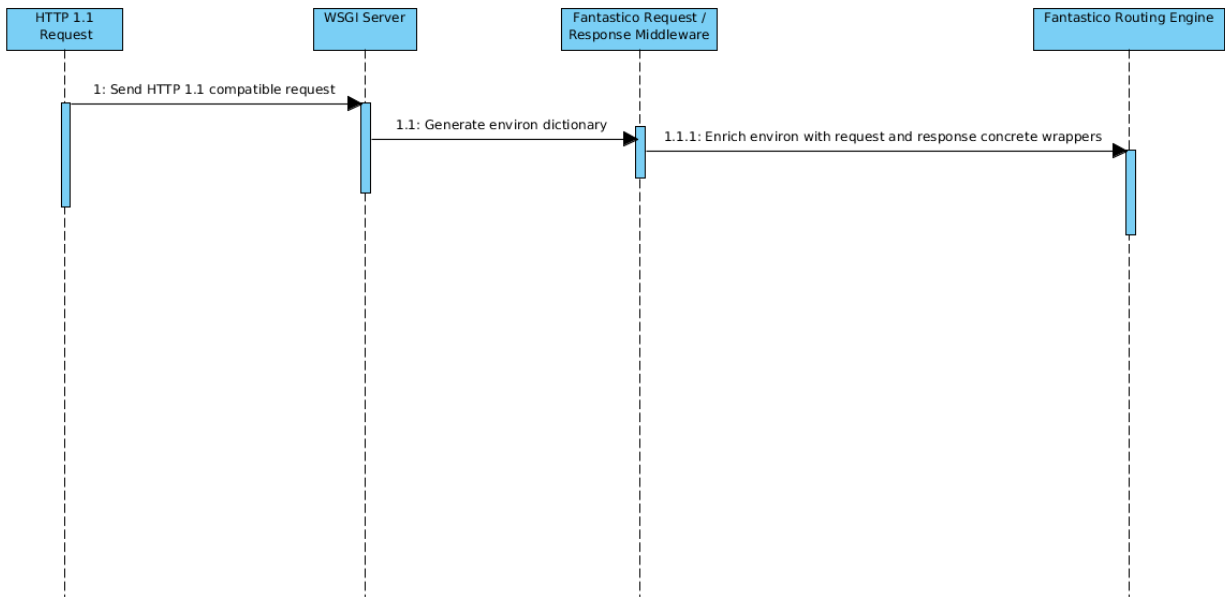 HTTP 1.1
Request
WSGI Server
Fantastico Request /
Response Middleware
Fantastico Routing Engine
1: Send HTTP 1.1 compatible request
1.1: Generate environ dictionary
1.1.1: Enrich environ with request and response concrete wrappers